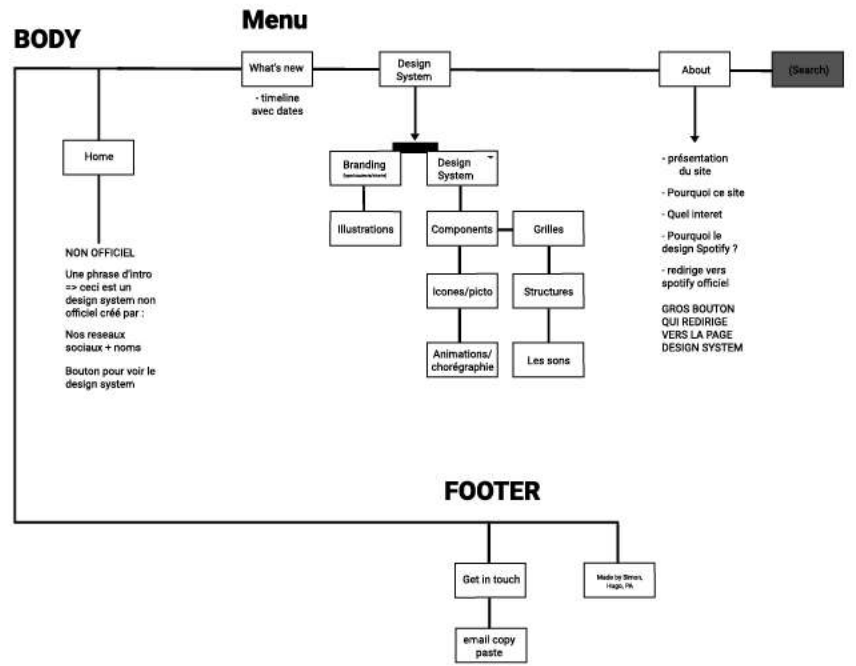 Menu
BODY
What's new
Design
System
About
(Search)
- timeline
avec dates
Home
Branding
Design
System
- présentation
du site
- Pourquoi ce site
- Quel interet
- Pourquoi le
design Spotify ?
- redirige vers
spotify officiel
GROS BOUTON
QUI REDIRIGE
VERS LA PAGE
DESIGN SYSTEM
Illustrations
Components
Grilles
Icones/picto
Structures
Animations/
chorégraphie
Les sons
NON OFFICIEL
Une phrase d'intro
=> ceci est un
design system non
officiel créé par :
Nos reseaux
sociaux + noms
Bouton pour voir le
design system
FOOTER
Get in touch
Made by Simon,
Hugo, PA
email copy
paste